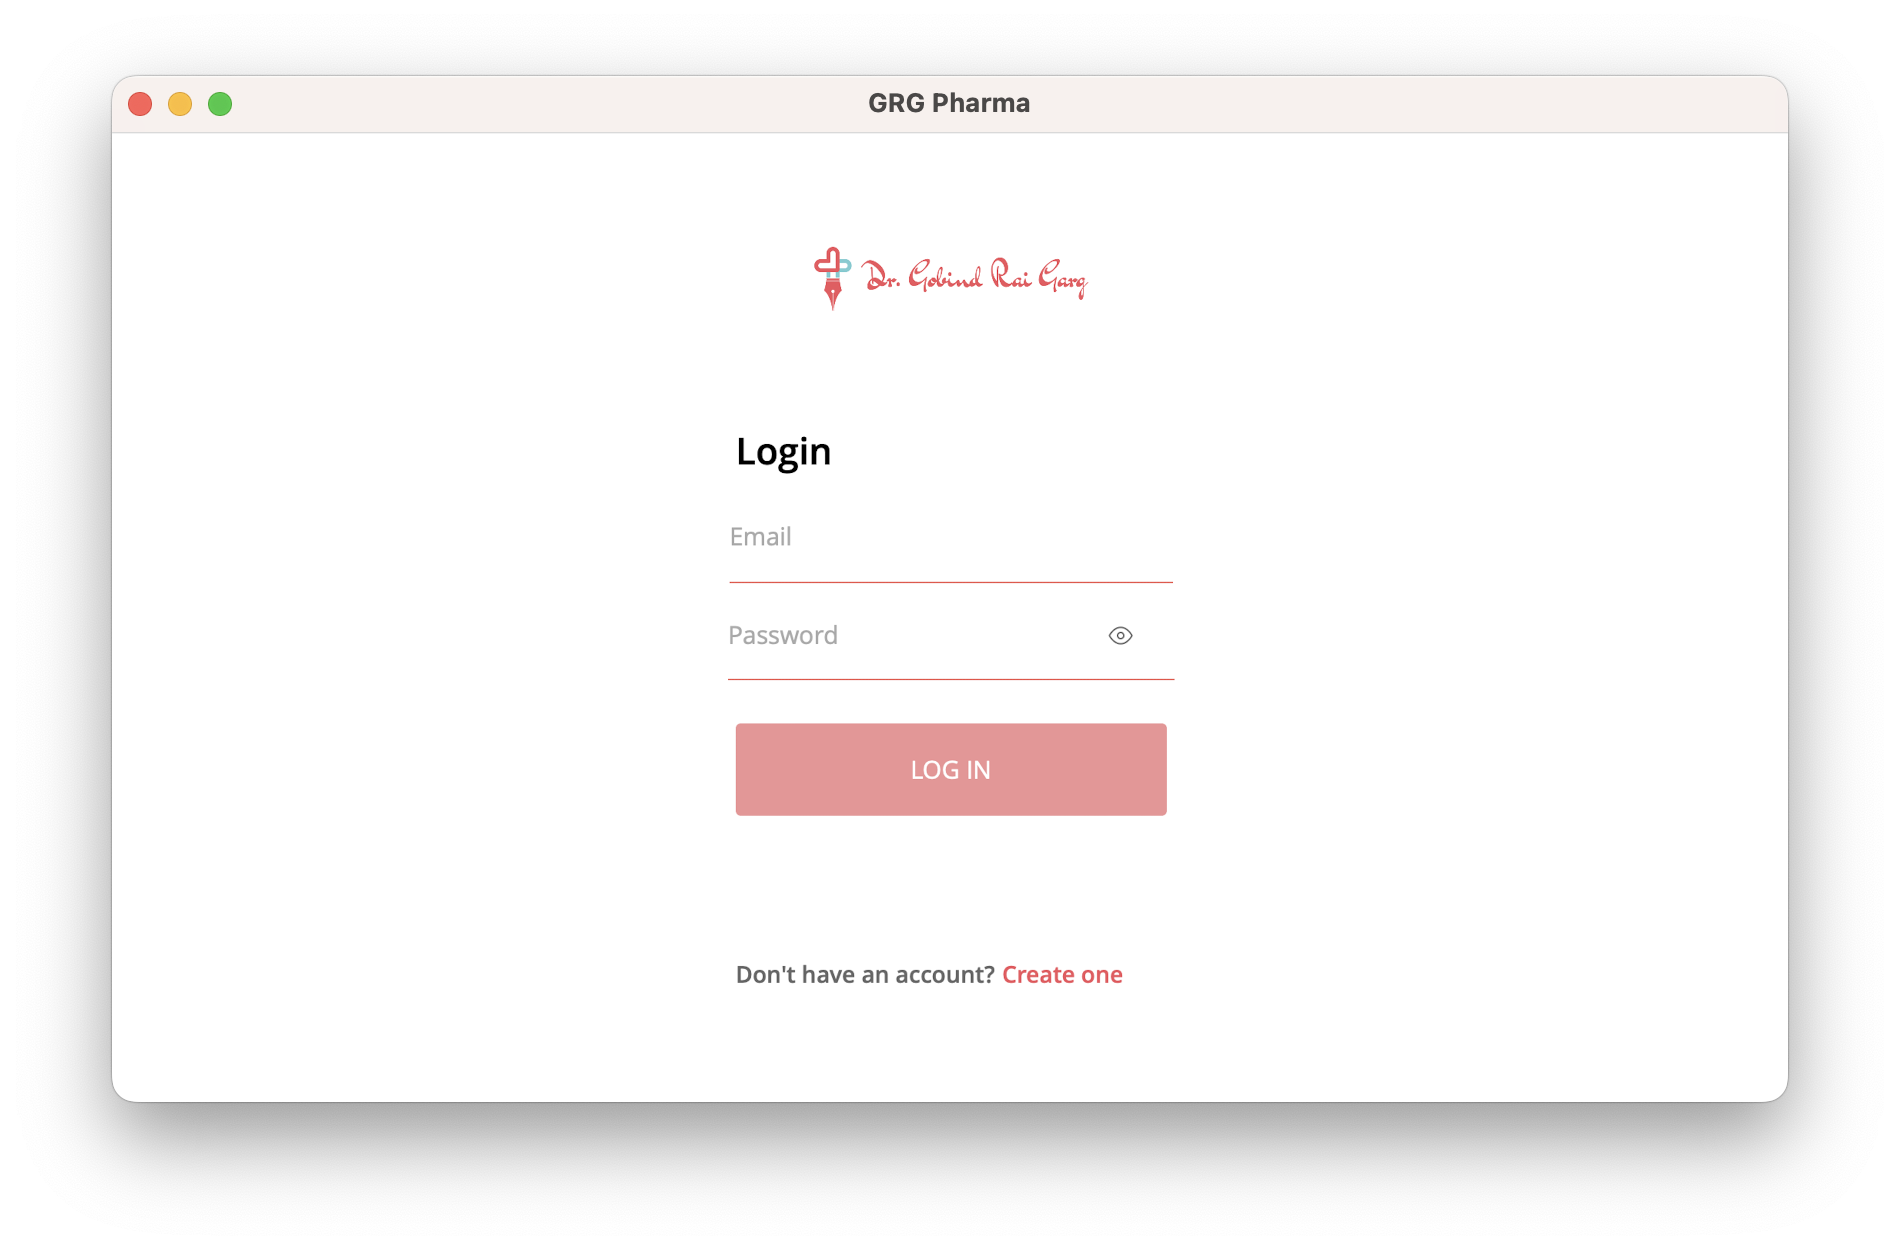 GRG Pharma
Dr. Gobind Rai Garg
Login
Email
Password
LOG IN
Don't have an account? Create one